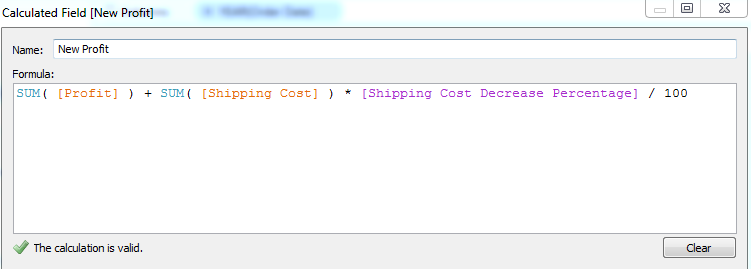 Calculated Field [New Profit]
Name: New Profit
Formula:
SUM( [Profit] ) + SUM( [Shipping Cost] ) * [Shipping Cost Decrease Percentage] / 100
The calculation is valid.
Clear